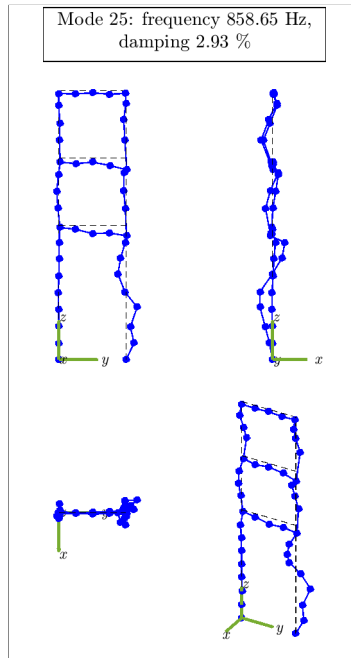 Mode 25: frequency 858.65 Hz,
damping 2.93 %
z
x
y
z
y
x
y
x
z
x
y